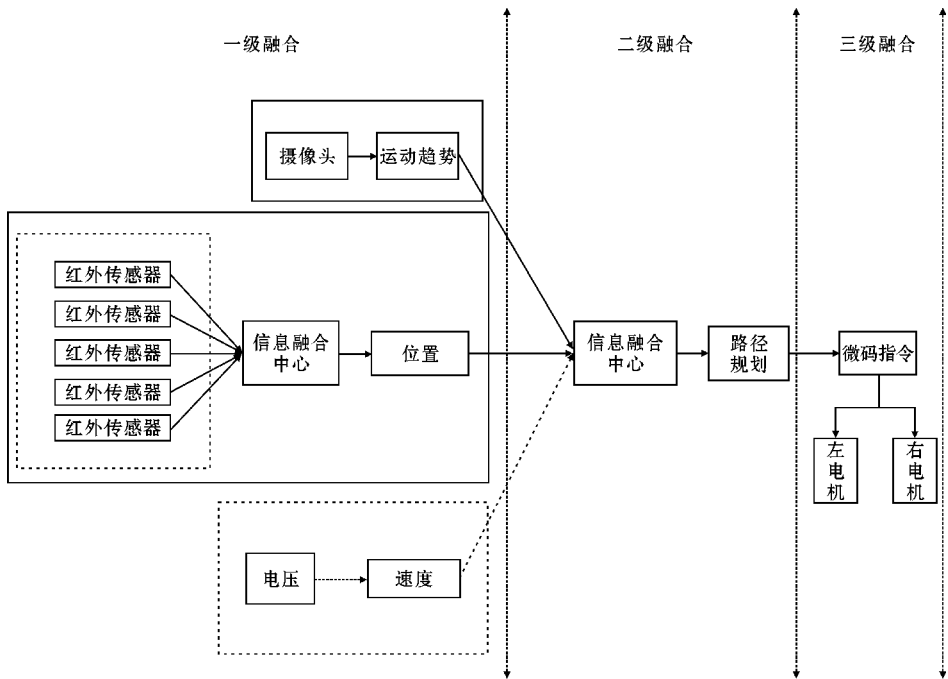 一级融合
二级融合
三级融合
摄像头
运动趋势
红外传感器
红外传感器
红外传感器
红外传感器
红外传感器
信息融合
中心
位置
信息融合
中心
路径
规划
微码指令
左
电
机
右
电
机
电压
速度